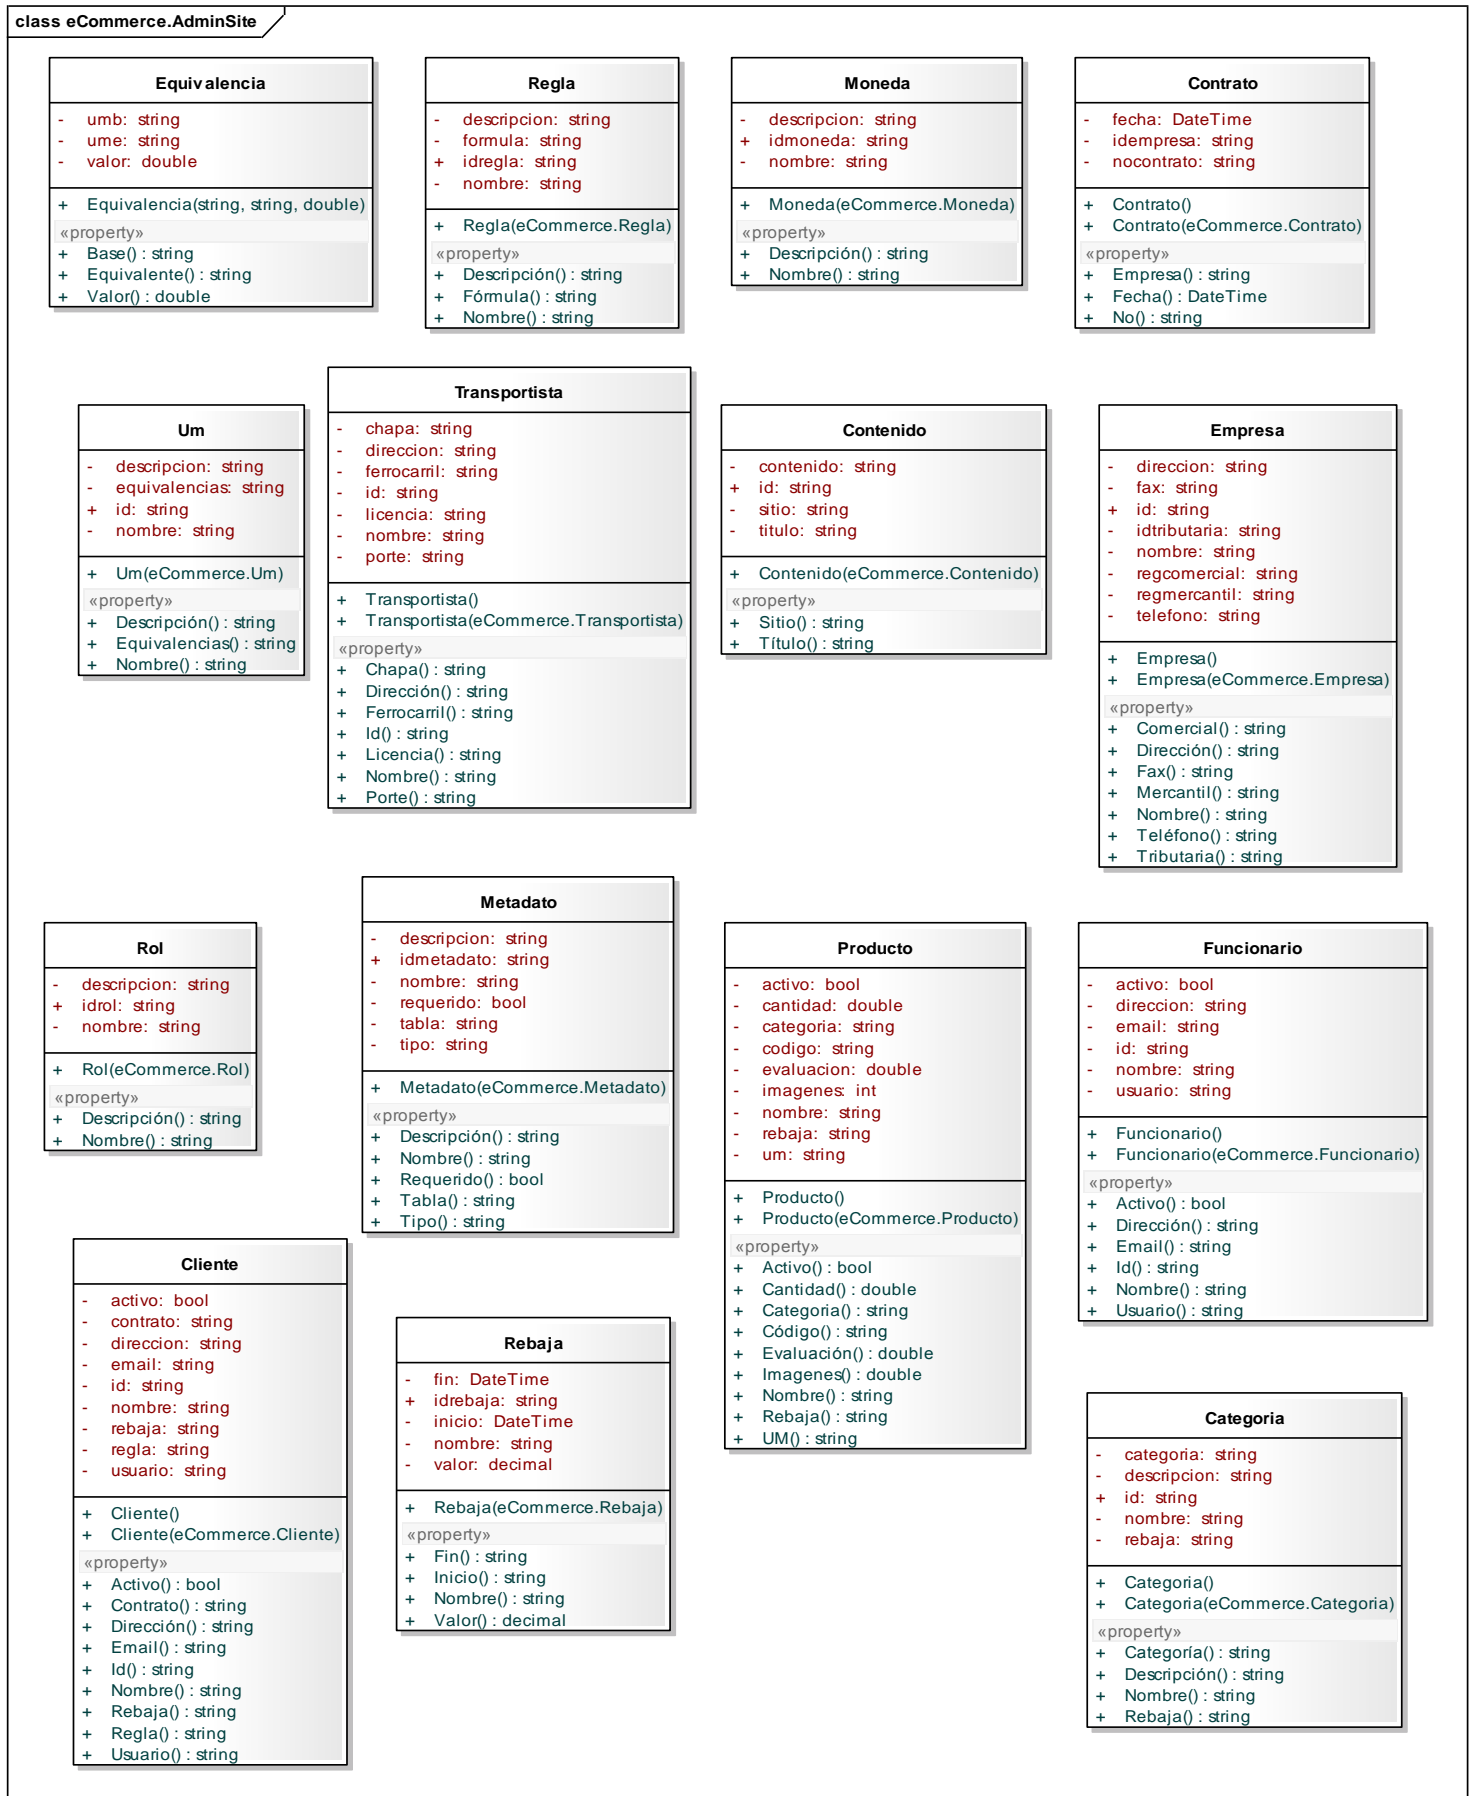 class eCommerce.AdminSite
Equivalencia
- umb: string
- ume: string
- valor: double
+ Equivalencia(string, string, double)
«property»
+ Base() : string
+ Equivalente() : string
+ Valor() : double
Regla
- descripcion: string
- formula: string
+ idregla: string
- nombre: string
+ Regla(eCommerce.Regla)
«property»
+ Descripción() : string
+ Fórmula() : string
+ Nombre() : string
Moneda
- descripcion: string
+ idmoneda: string
- nombre: string
+ Moneda(eCommerce.Moneda)
«property»
+ Descripción() : string
+ Nombre() : string
Contrato
- fecha: DateTime
- idempresa: string
- nocontrato: string
+ Contrato()
+ Contrato(eCommerce.Contrato)
«property»
+ Empresa() : string
+ Fecha() : DateTime
+ No() : string
Um
- descripcion: string
- equivalencias: string
+ id: string
- nombre: string
+ Um(eCommerce.Um)
«property»
+ Descripción() : string
+ Equivalencias() : string
+ Nombre() : string
Transportista
- chapa: string
- direccion: string
- ferrocarril: string
- id: string
- licencia: string
- nombre: string
- porte: string
+ Transportista()
+ Transportista(eCommerce.Transportista)
«property»
+ Chapa() : string
+ Dirección() : string
+ Ferrocarril() : string
+ Id() : string
+ Licencia() : string
+ Nombre() : string
+ Porte() : string
Contenido
- contenido: string
+ id: string
- sitio: string
- titulo: string
+ Contenido(eCommerce.Contenido)
«property»
+ Sitio() : string
+ Título() : string
Empresa
- direccion: string
- fax: string
+ id: string
- idtributaria: string
- nombre: string
- regcomercial: string
- regmercantil: string
- telefono: string
+ Empresa()
+ Empresa(eCommerce.Empresa)
«property»
+ Comercial() : string
+ Dirección() : string
+ Fax() : string
+ Mercantil() : string
+ Nombre() : string
+ Teléfono() : string
+ Tributaria() : string
Rol
- descripcion: string
+ idrol: string
- nombre: string
+ Rol(eCommerce.Rol)
«property»
+ Descripción() : string
+ Nombre() : string
Metadato
- descripcion: string
+ idmetadato: string
- nombre: string
- requerido: bool
- tabla: string
- tipo: string
+ Metadato(eCommerce.Metadato)
«property»
+ Descripción() : string
+ Nombre() : string
+ Requerido() : bool
+ Tabla() : string
+ Tipo() : string
Producto
- activo: bool
- cantidad: double
- categoria: string
- codigo: string
- evaluacion: double
- imagenes: int
- nombre: string
- rebaja: string
- um: string
+ Producto()
+ Producto(eCommerce.Producto)
«property»
+ Activo() : bool
+ Cantidad() : double
+ Categoria() : string
+ Código() : string
+ Evaluación() : double
+ Imagenes() : double
+ Nombre() : string
+ Rebaja() : string
+ UM() : string
Funcionario
- activo: bool
- direccion: string
- email: string
- id: string
- nombre: string
- usuario: string
+ Funcionario()
+ Funcionario(eCommerce.Funcionario)
«property»
+ Activo() : bool
+ Dirección() : string
+ Email() : string
+ Id() : string
+ Nombre() : string
+ Usuario() : string
Cliente
- activo: bool
- contrato: string
- direccion: string
- email: string
- id: string
- nombre: string
- rebaja: string
- regla: string
- usuario: string
+ Cliente()
+ Cliente(eCommerce.Cliente)
«property»
+ Activo() : bool
+ Contrato() : string
+ Dirección() : string
+ Email() : string
+ Id() : string
+ Nombre() : string
+ Rebaja() : string
+ Regla() : string
+ Usuario() : string
Rebaja
- fin: DateTime
+ idrebaja: string
- inicio: DateTime
- nombre: string
- valor: decimal
+ Rebaja(eCommerce.Rebaja)
«property»
+ Fin() : string
+ Inicio() : string
+ Nombre() : string
+ Valor() : decimal
Categoria
- categoria: string
- descripcion: string
+ id: string
- nombre: string
- rebaja: string
+ Categoria()
+ Categoria(eCommerce.Categoria)
«property»
+ Categoría() : string
+ Descripción() : string
+ Nombre() : string
+ Rebaja() : string